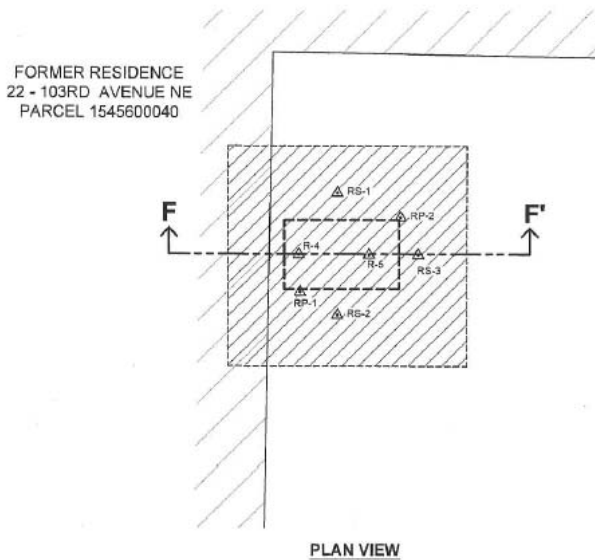 FORMER RESIDENCE
22 - 103RD AVENUE NE
PARCEL 1545600040
RS-1
RP-2
F
F'
R-4
R-5
RS-3
RP-1
RS-2
PLAN VIEW